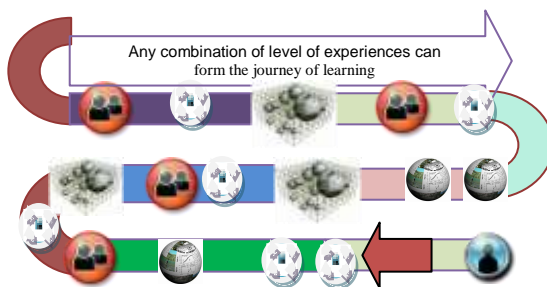 Any combination of level of experiences can
form the journey of learning